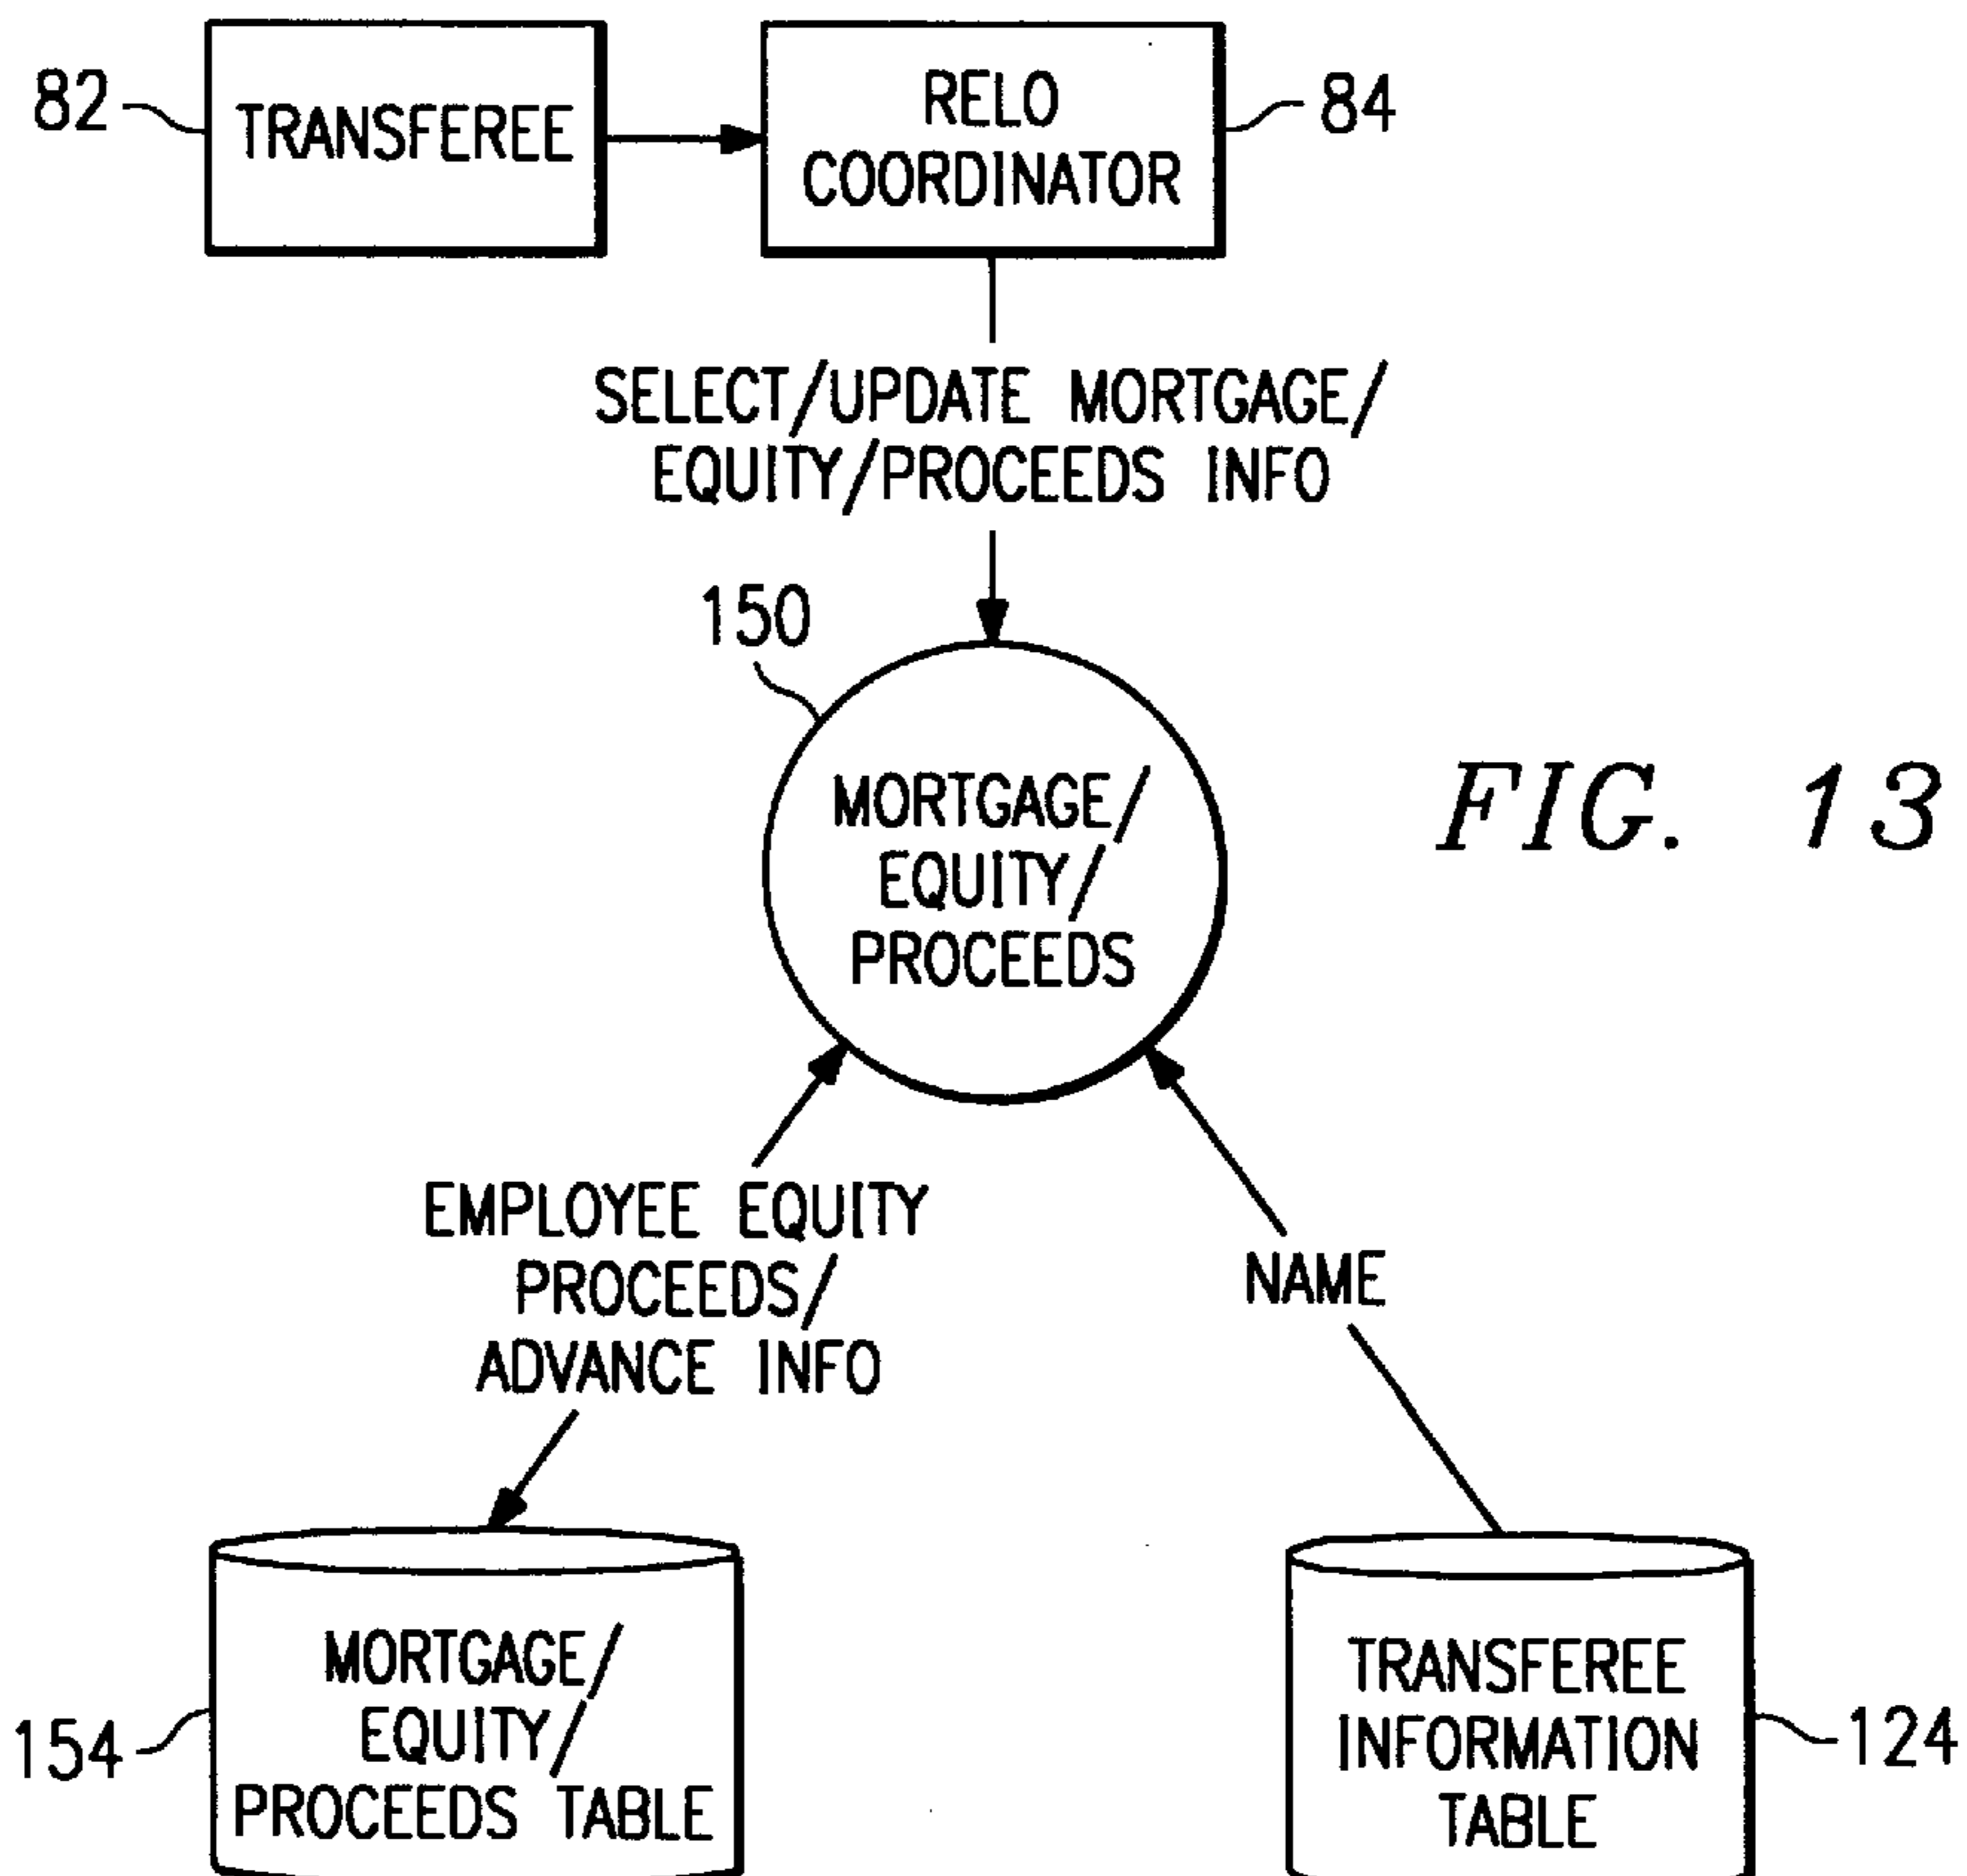 82
TRANSFEREE
RELO
COORDINATOR
84
SELECT/UPDATE MORTGAGE/
EQUITY/PROCEEDS INFO
150
MORTGAGE/
EQUITY/
PROCEEDS
FIG. 13
EMPLOYEE EQUITY
PROCEEDS/
ADVANCE INFO
NAME
154
MORTGAGE/
EQUITY/
PROCEEDS TABLE
TRANSFEREE
INFORMATION
TABLE
124